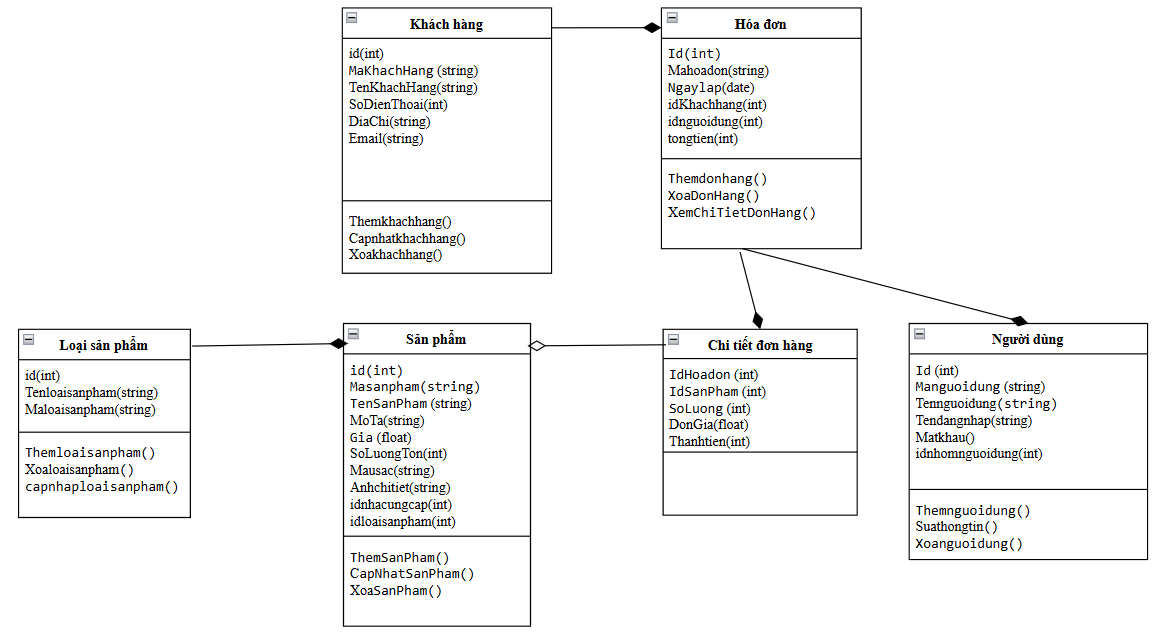 Khách hàng
id(int)
MaKhachHang (string)
TenKhachHang(string)
SoDienThoai(int)
DiaChi(string)
Email(string)
Themkhachhang()
Capnhatkhachhang()
Xoakhachhang()
Hóa đơn
Id(int)
Mahoadon(string)
Ngaylap(date)
idKhachhang(int)
idnguoidung(int)
tongtien(int)
Themdonhang()
XoaDonHang()
XemChiTietDonHang()
Loại sản phẩm
id(int)
Tenloaisanpham(string)
Maloaisanpham(string)
Themloaisanpham()
Xoaloaisanpham()
capnhaploaisanpham()
Sản phẩm
id(int)
Masanpham(string)
TenSanPham (string)
MoTa(string)
Gia (float)
SoLuongTon(int)
Mausac(string)
Anhchitiet(string)
idnhacungcap(int)
idloaisanpham(int)
ThemSanPham()
CapNhatSanPham()
XoaSanPham()
Chi tiết đơn hàng
IdHoadon (int)
IdSanPham (int)
SoLuong (int)
DonGia(float)
Thanhtien(int)
Người dùng
Id (int)
Manguoidung (string)
Tennguoidung(string)
Tendangnhap(string)
Matkhau()
idnhomnguoidung(int)
Themnguoidung()
Suathongtin()
Xoanguoidung()